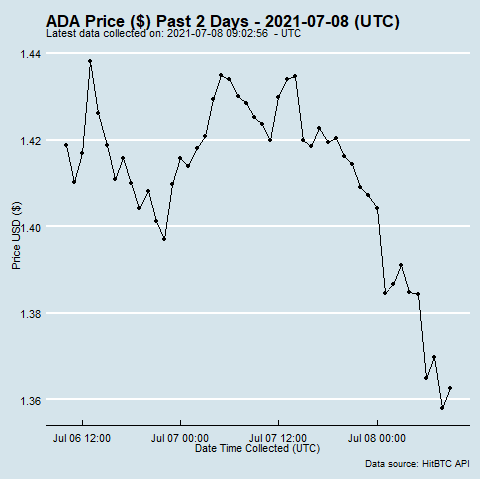 ADA Price ($) Past 2 Days - 2021-07-08 (UTC)
Latest data collected on: 2021-07-08 09:02:56  - UTC
1.44
1.42
1.40
1.38
1.36
Price USD ($)
Jul 06 12:00 Jul 07 00:00 Jul 07 12:00 Jul 08 00:00
Date Time Collected (UTC)
Data source: HitBTC API